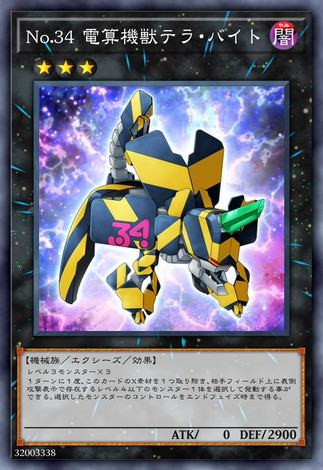 No.34 電算機獣テラ・バイト
闇
34
【機械族／エクシーズ／効果】
レベル３モンスター×３
１ターンに１度、このカードのX素材を１つ取り除き、相手フィールド上に表側
攻撃表示で存在するレベル４以下のモンスター１体を選択して発動する事が
できる。選択したモンスターのコントロールをエンドフェイズ時まで得る。
ATK/ 0 DEF/2900
32003338